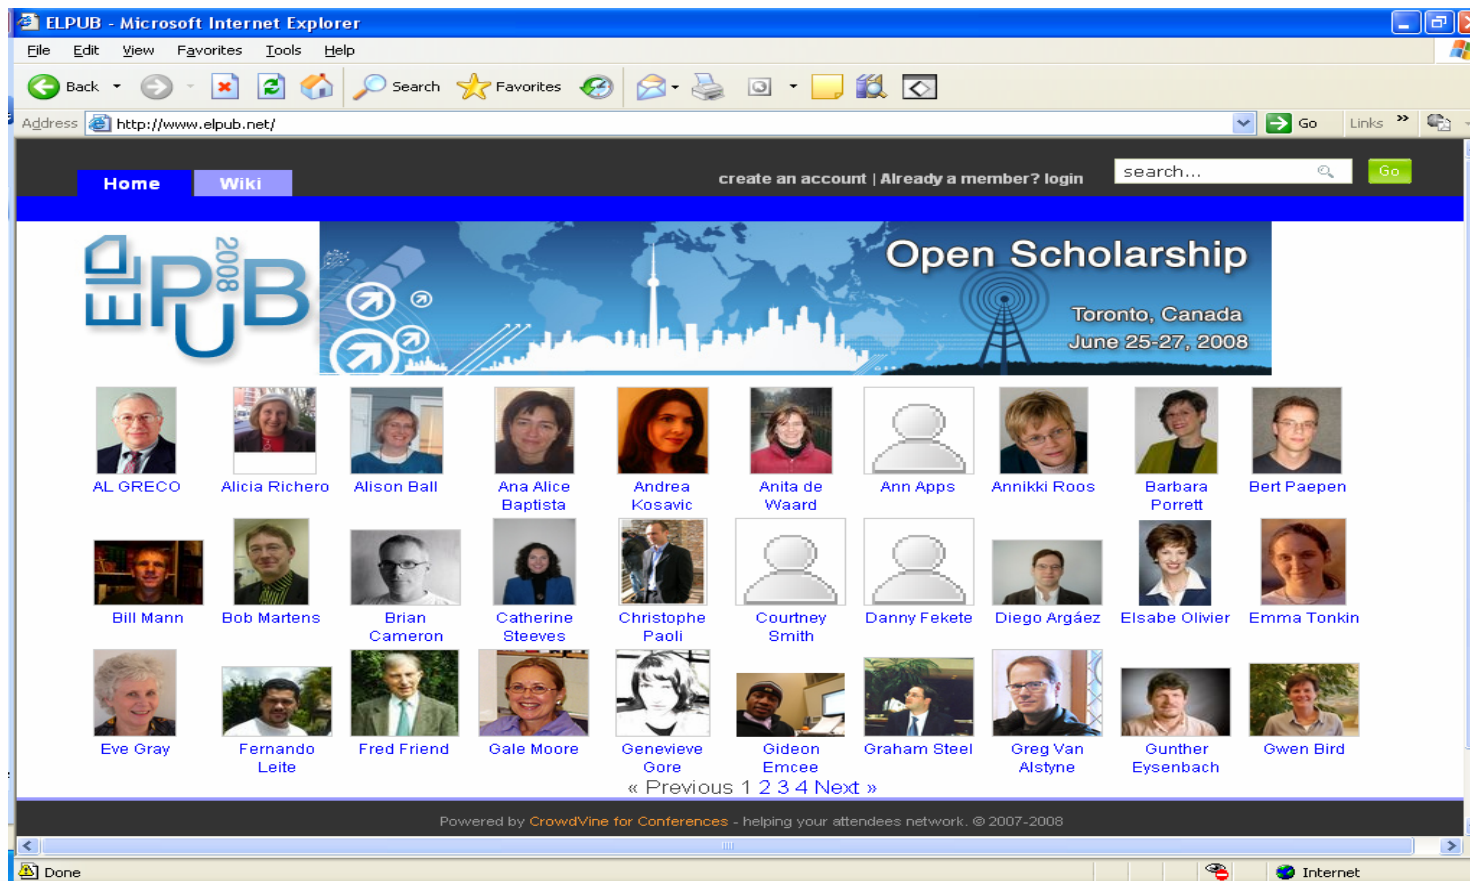 ELPUB - Microsoft Internet Explorer
File Edit View Favorites Tools Help
Back Search Favorites
Address http://www.elpub.net/ Go Links »
Home Wiki create an account | Already a member? login search... Go
ELPUB 2008
Open Scholarship
Toronto, Canada
June 25-27, 2008
AL GRECO Alicia Richero Alison Ball Ana Alice Baptista Andrea Kosavic Anita de Waard Ann Apps Annikki Roos Barbara Porrett Bert Paepen
Bill Mann Bob Martens Brian Cameron Catherine Steeves Christophe Paoli Courtney Smith Danny Fekete Diego Argáez Elsabe Olivier Emma Tonkin
Eve Gray Fernando Leite Fred Friend Gale Moore Genevieve Gore Gideon Emcee Graham Steel Greg Van Alstyne Gunther Eysenbach Gwen Bird
« Previous 1 2 3 4 Next »
Powered by CrowdVine for Conferences - helping your attendees network. © 2007-2008
Done Internet